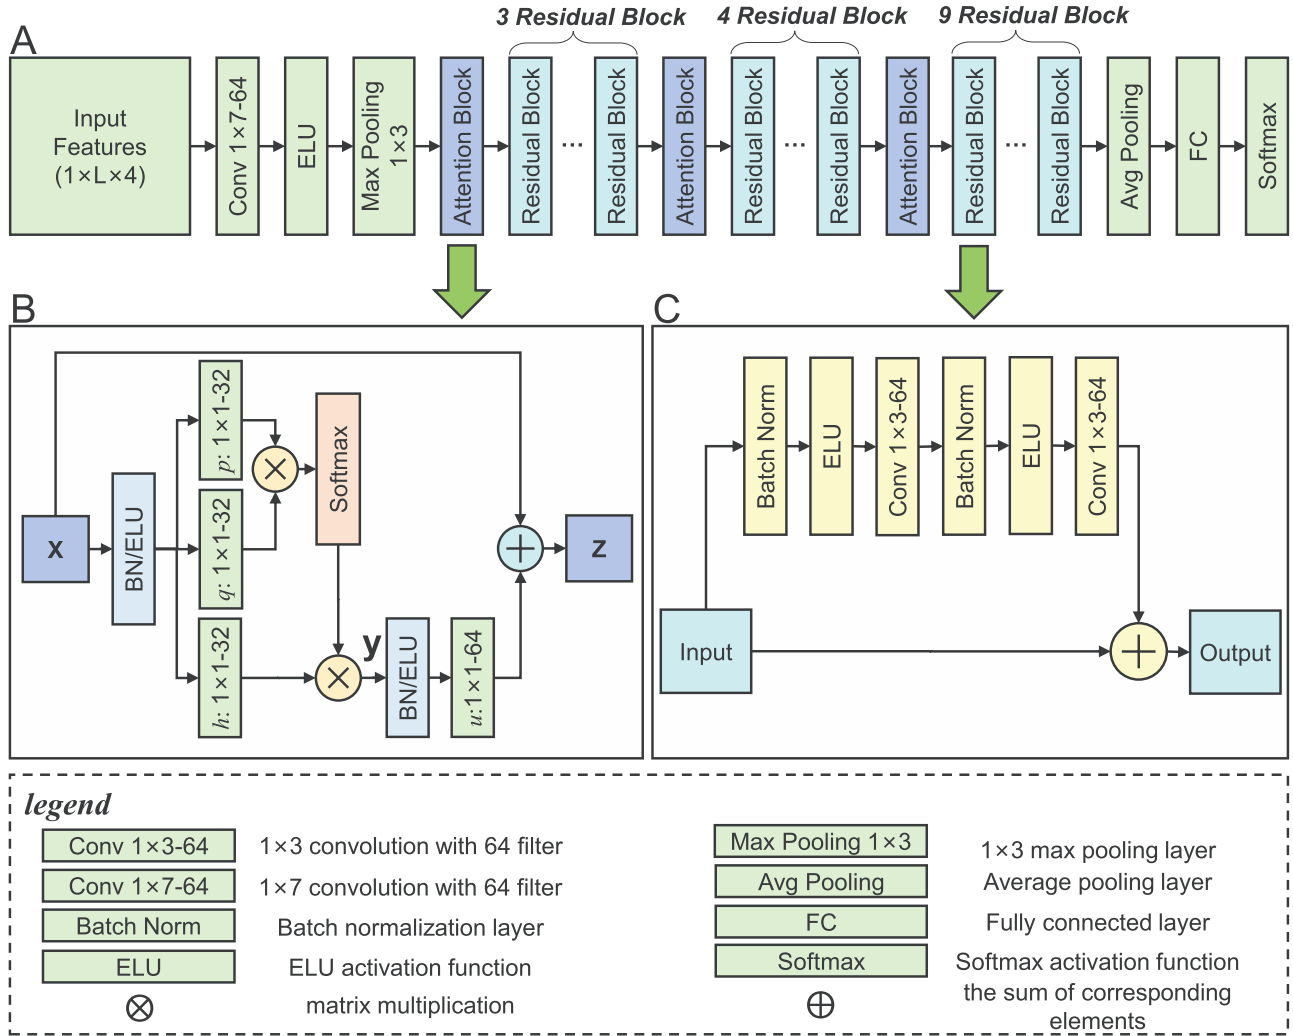 A
3 Residual Block
4 Residual Block
9 Residual Block
Input
Features
(1×L×4)
Conv 1×7-64
ELU
Max Pooling
1×3
Attention Block
Residual Block
...
Residual Block
Attention Block
Residual Block
...
Residual Block
Attention Block
Residual Block
...
Residual Block
Avg Pooling
FC
Softmax
B
x
BN/ELU
p: 1×1-32
q: 1×1-32
h: 1×1-32
Softmax
y
BN/ELU
u:1×1-64
z
C
Batch Norm
ELU
Conv 1×3-64
Batch Norm
ELU
Conv 1×3-64
Input
Output
legend
Conv 1×3-64
1×3 convolution with 64 filter
Conv 1×7-64
1×7 convolution with 64 filter
Batch Norm
Batch normalization layer
ELU
ELU activation function
⊗
matrix multiplication
Max Pooling 1×3
1×3 max pooling layer
Avg Pooling
Average pooling layer
FC
Fully connected layer
Softmax
Softmax activation function
⊕
the sum of corresponding
elements